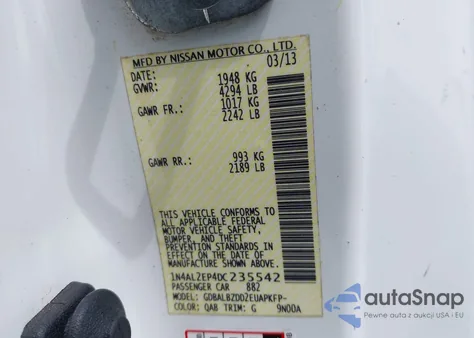 MFD BY NISSAN MOTOR CO., LTD.
DATE: 03/13
GVWR: 1948 KG
4294 LB
GAWR FR.: 1017 KG
2242 LB
GAWR RR.: 993 KG
2189 LB
THIS VEHICLE CONFORMS TO
ALL APPLICABLE FEDERAL
MOTOR VEHICLE SAFETY,
BUMPER, AND THEFT
PREVENTION STANDARDS IN
EFFECT ON THE DATE OF
MANUFACTURE SHOWN ABOVE.
1N4AL2EP4DC235542
PASSENGER CAR 882
MODEL: GDBALBZDDZEUAPKFP-
COLOR: QAB TRIM: G 9N00A
autoSnap
Pewne auta z aukcji USA i EU